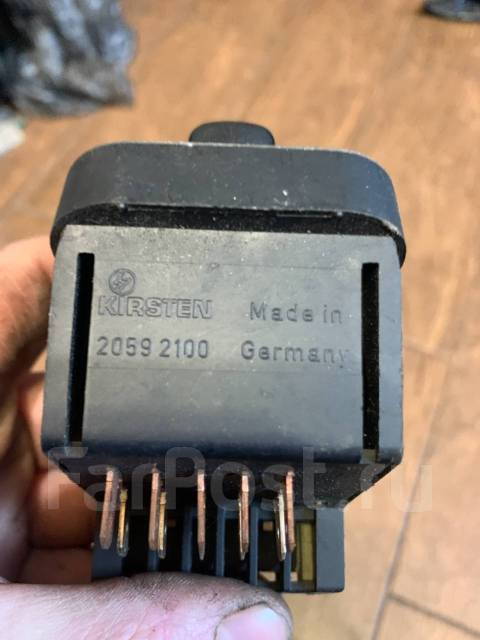 KIRSTEN Made in
2059 2100 Germany
FarPost.ru